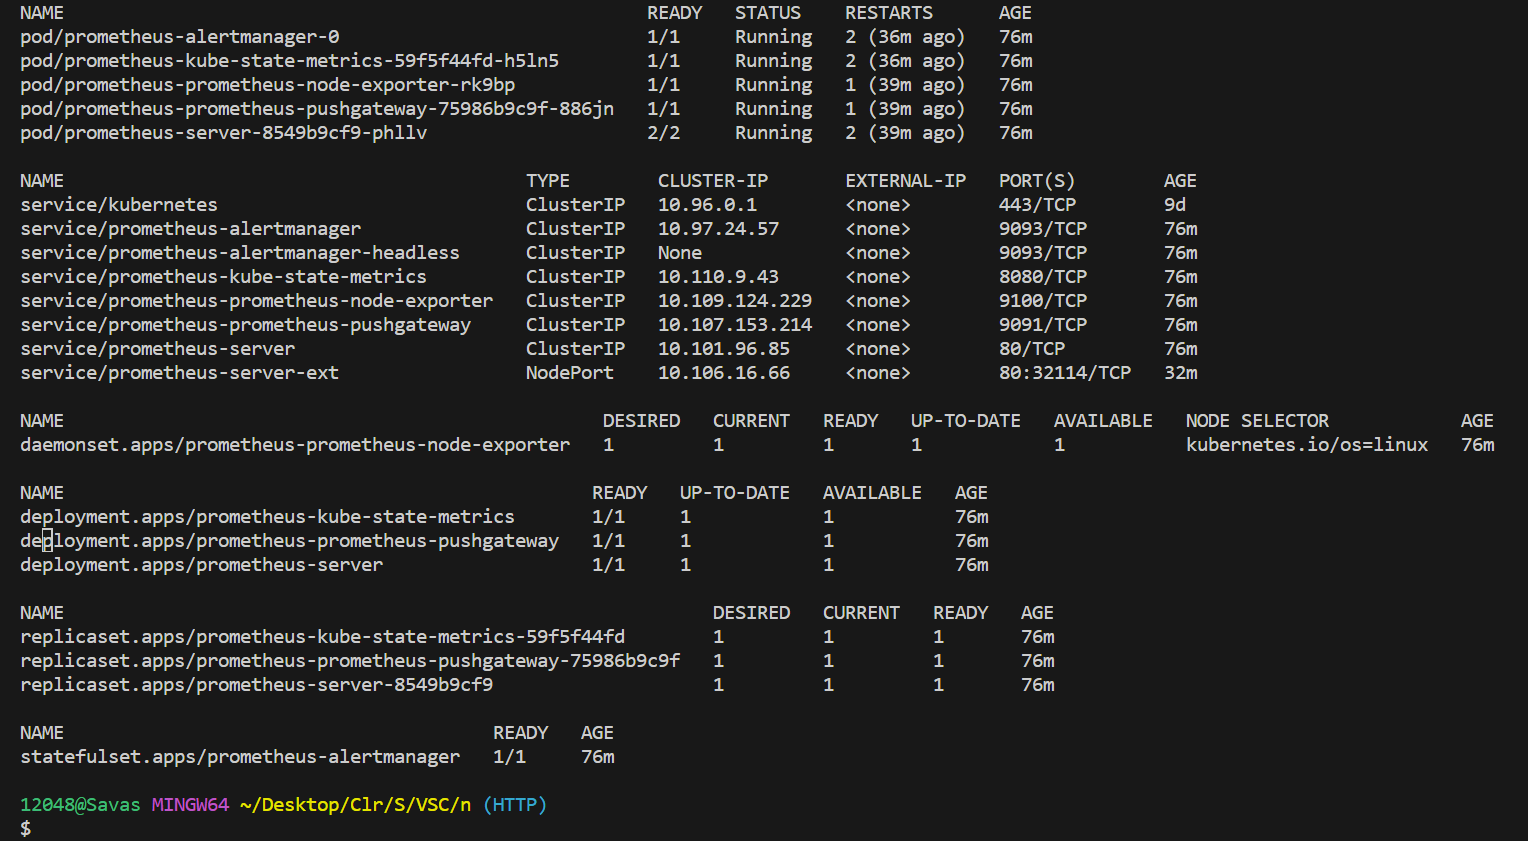 NAME READY STATUS RESTARTS AGE
pod/prometheus-alertmanager-0 1/1 Running 2 (36m ago) 76m
pod/prometheus-kube-state-metrics-59f5f44fd-h5ln5 1/1 Running 2 (36m ago) 76m
pod/prometheus-prometheus-node-exporter-rk9bp 1/1 Running 1 (39m ago) 76m
pod/prometheus-prometheus-pushgateway-75986b9c9f-886jn 1/1 Running 1 (39m ago) 76m
pod/prometheus-server-8549b9cf9-phllv 2/2 Running 2 (39m ago) 76m
NAME TYPE CLUSTER-IP EXTERNAL-IP PORT(S) AGE
service/kubernetes ClusterIP 10.96.0.1 <none> 443/TCP 9d
service/prometheus-alertmanager ClusterIP 10.97.24.57 <none> 9093/TCP 76m
service/prometheus-alertmanager-headless ClusterIP None <none> 9093/TCP 76m
service/prometheus-kube-state-metrics ClusterIP 10.110.9.43 <none> 8080/TCP 76m
service/prometheus-prometheus-node-exporter ClusterIP 10.109.124.229 <none> 9100/TCP 76m
service/prometheus-prometheus-pushgateway ClusterIP 10.107.153.214 <none> 9091/TCP 76m
service/prometheus-server ClusterIP 10.101.96.85 <none> 80/TCP 76m
service/prometheus-server-ext NodePort 10.106.16.66 <none> 80:32114/TCP 32m
NAME DESIRED CURRENT READY UP-TO-DATE AVAILABLE NODE SELECTOR AGE
daemonset.apps/prometheus-prometheus-node-exporter 1 1 1 1 1 kubernetes.io/os=linux 76m
NAME READY UP-TO-DATE AVAILABLE AGE
deployment.apps/prometheus-kube-state-metrics 1/1 1 1 76m
deployment.apps/prometheus-prometheus-pushgateway 1/1 1 1 76m
deployment.apps/prometheus-server 1/1 1 1 76m
NAME DESIRED CURRENT READY AGE
replicaset.apps/prometheus-kube-state-metrics-59f5f44fd 1 1 1 76m
replicaset.apps/prometheus-prometheus-pushgateway-75986b9c9f 1 1 1 76m
replicaset.apps/prometheus-server-8549b9cf9 1 1 1 76m
NAME READY AGE
statefulset.apps/prometheus-alertmanager 1/1 76m
12048@Savas MINGW64 ~/Desktop/Clr/S/VSC/n (HTTP)
$